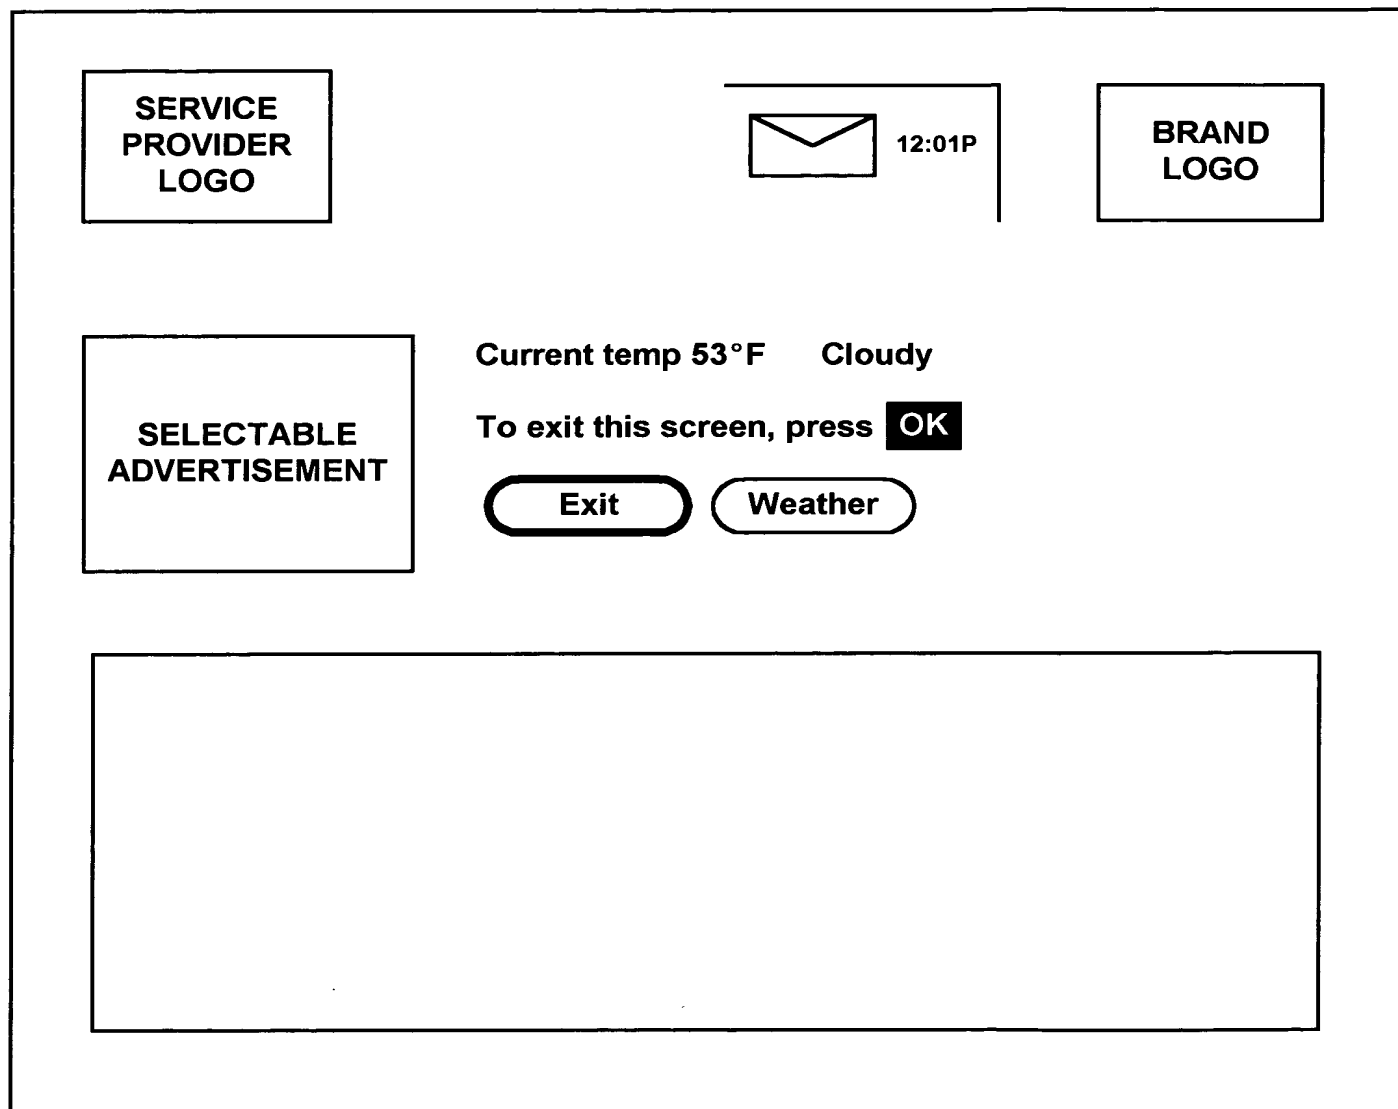 SERVICE
PROVIDER
LOGO
12:01P
BRAND
LOGO
SELECTABLE
ADVERTISEMENT
Current temp 53°F Cloudy
To exit this screen, press OK
Exit Weather